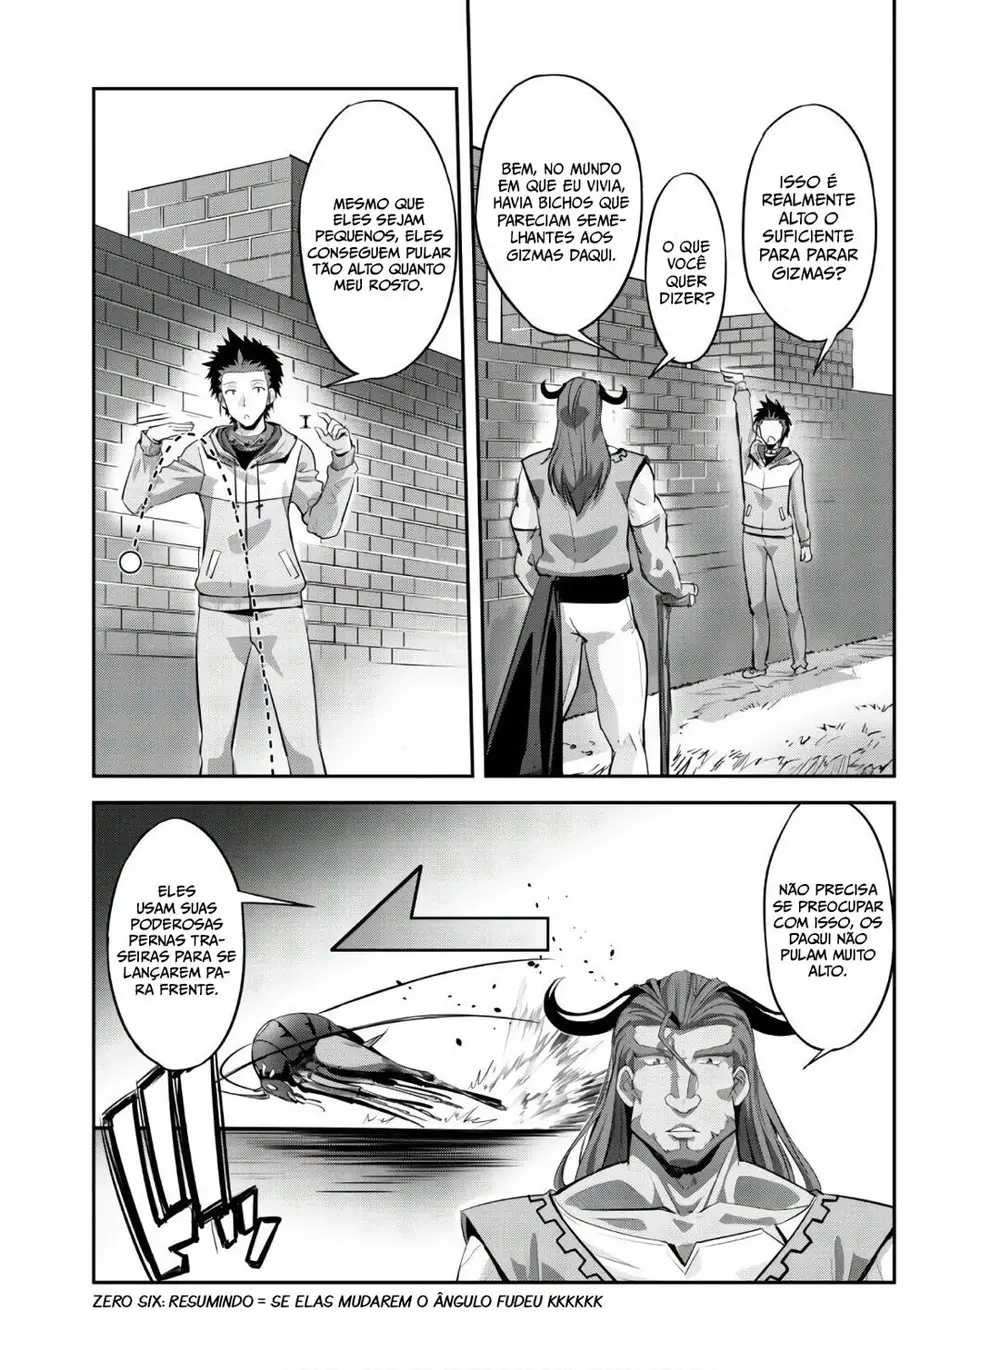 ISSO É
REALMENTE
ALTO O
SUFICIENTE
PARA PARAR
GIZMAS?
O QUE
VOCÊ
QUER
DIZER?
BEM, NO MUNDO
EM QUE EU VIVIA,
HAVIA BICHOS QUE
PARECIAM SEME-
LHANTES AOS
GIZMAS DAQUI.
MESMO QUE
ELES SEJAM
PEQUENOS, ELES
CONSEGUEM PULAR
TÃO ALTO QUANTO
MEU ROSTO.
NÃO PRECISA
SE PREOCUPAR
COM ISSO, OS
DAQUI NÃO
PULAM MUITO
ALTO.
ELES
USAM SUAS
PODEROSAS
PERNAS TRA-
SEIRAS PARA SE
LANÇAREM PA-
RA FRENTE.
ZERO SIX: RESUMINDO = SE ELAS MUDAREM O ÂNGULO FUDEU KKKKKK